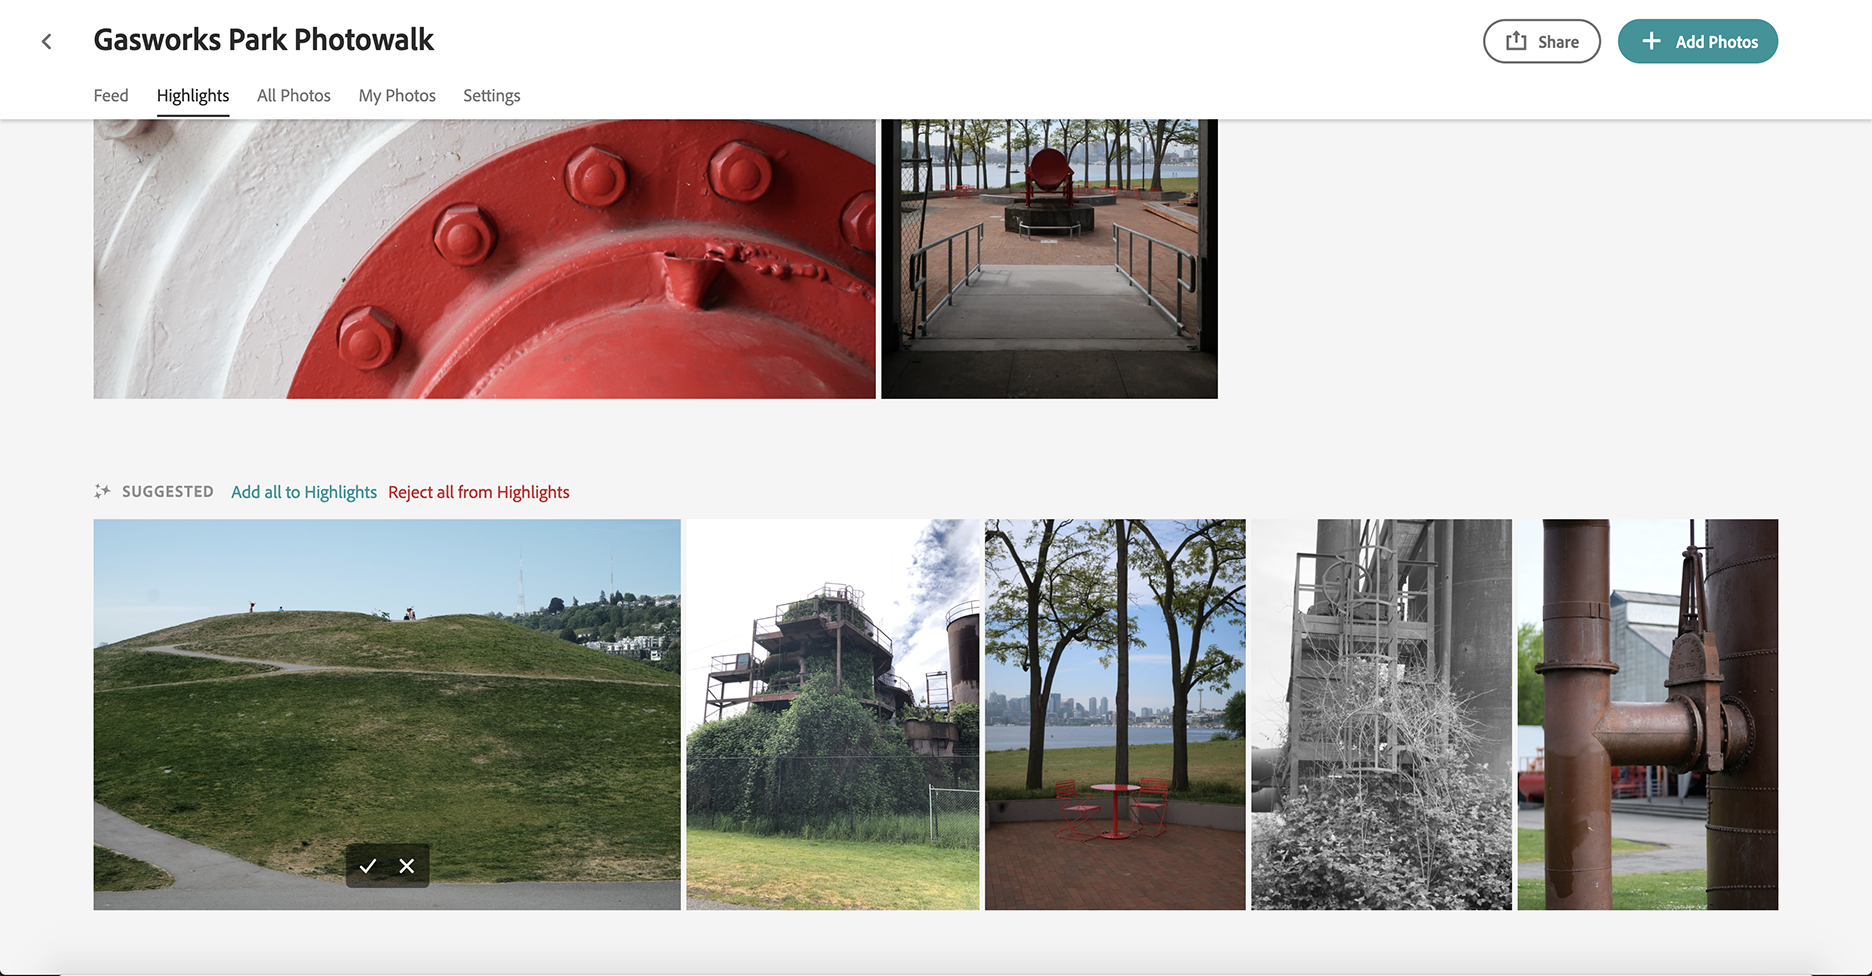 Gasworks Park Photowalk
Share
Add Photos
Feed Highlights All Photos My Photos Settings
SUGGESTED Add all to Highlights Reject all from Highlights